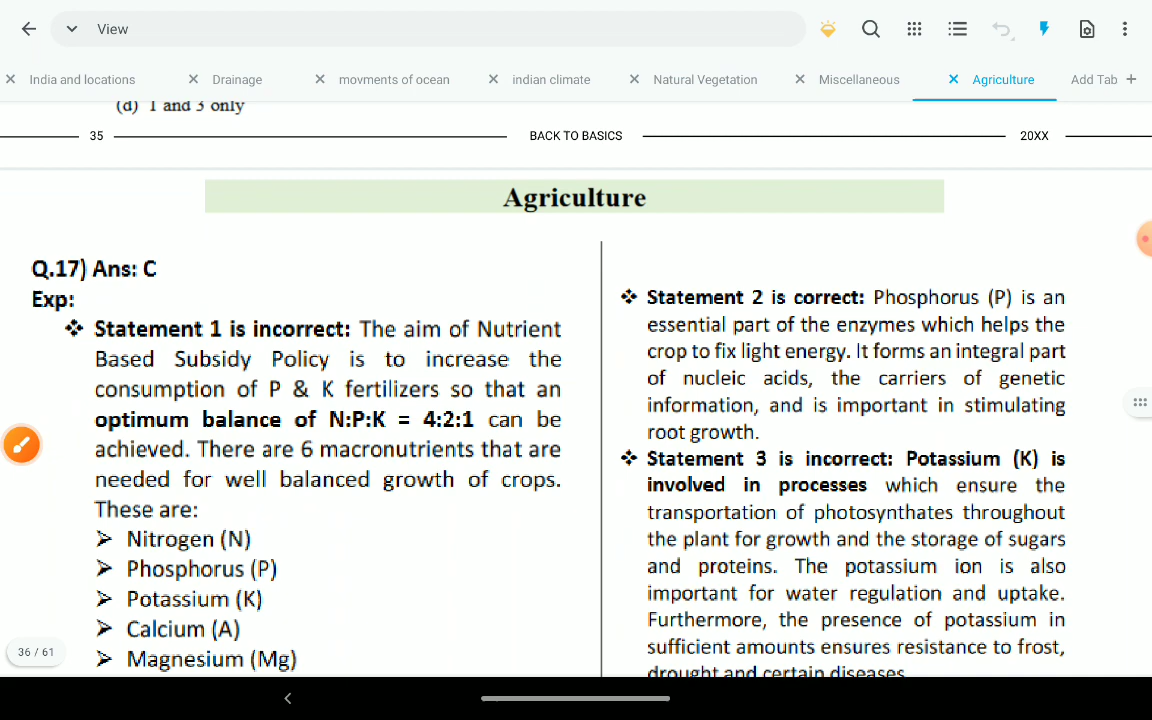 View
India and locations
Drainage
movments of ocean
indian climate
Natural Vegetation
Miscellaneous
Agriculture
Add Tab
(d) 1 and 3 only
35
BACK TO BASICS
20XX
Agriculture
Q.17) Ans: C
Exp:
Statement 1 is incorrect: The aim of Nutrient
Based Subsidy Policy is to increase the
consumption of P & K fertilizers so that an
optimum balance of N:P:K = 4:2:1 can be
achieved. There are 6 macronutrients that are
needed for well balanced growth of crops.
These are:
Nitrogen (N)
Phosphorus (P)
Potassium (K)
Calcium (A)
Magnesium (Mg)
Statement 2 is correct: Phosphorus (P) is an
essential part of the enzymes which helps the
crop to fix light energy. It forms an integral part
of nucleic acids, the carriers of genetic
information, and is important in stimulating
root growth.
Statement 3 is incorrect: Potassium (K) is
involved in processes which ensure the
transportation of photosynthates throughout
the plant for growth and the storage of sugars
and proteins. The potassium ion is also
important for water regulation and uptake.
Furthermore, the presence of potassium in
sufficient amounts ensures resistance to frost,
drought and certain diseases.
36 / 61